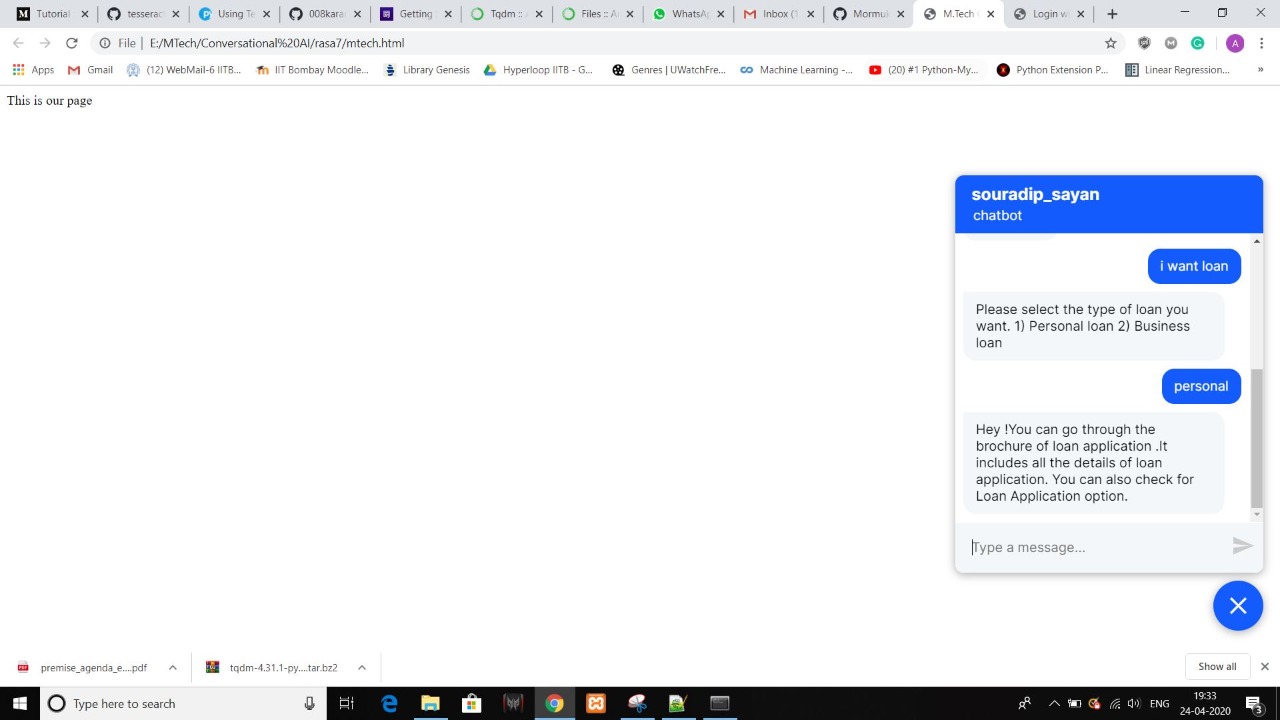 Tutorial
tesserac
Using Te
008kara
Getting
Tqdm ::
Files ::
WhatsA
Inbox (1
Mormuk
M.Tech
Login w
File | E:/MTech/Conversational%20AI/rasa7/mtech.html
A
Apps
Gmail
(12) WebMail-6 IITB...
IIT Bombay Moodle...
Library Genesis
Hyperloop IITB - G...
Genres | UWatchFre...
Machine Learning -...
(20) #1 Python-My...
Python Extension P...
Linear Regression...
»
This is our page
souradip_sayan
chatbot
i want loan
Please select the type of loan you
want. 1) Personal loan 2) Business
loan
personal
Hey !You can go through the
brochure of loan application .It
includes all the details of loan
application. You can also check for
Loan Application option.
Type a message...
premise_agenda_e....pdf
tqdm-4.31.1-py....tar.bz2
Show all
Type here to search
ENG
19:33
24-04-2020
3